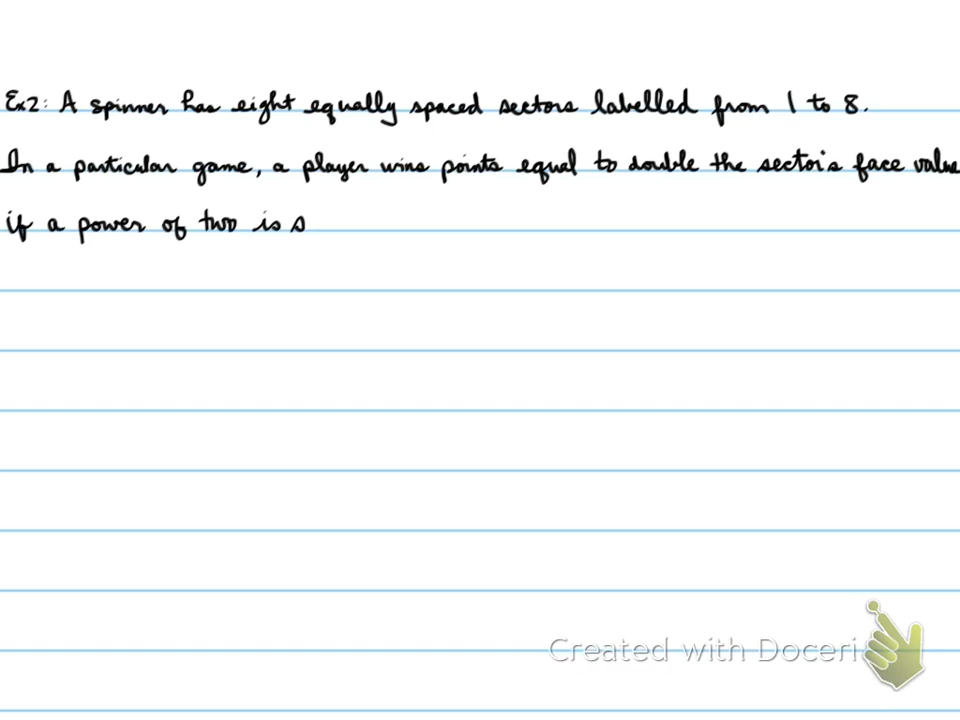 Ex2: A spinner has eight equally spaced sectors labelled from 1 to 8.
In a particular game, a player wins points equal to double the sector's face value
if a power of two is s
Created with Doceri